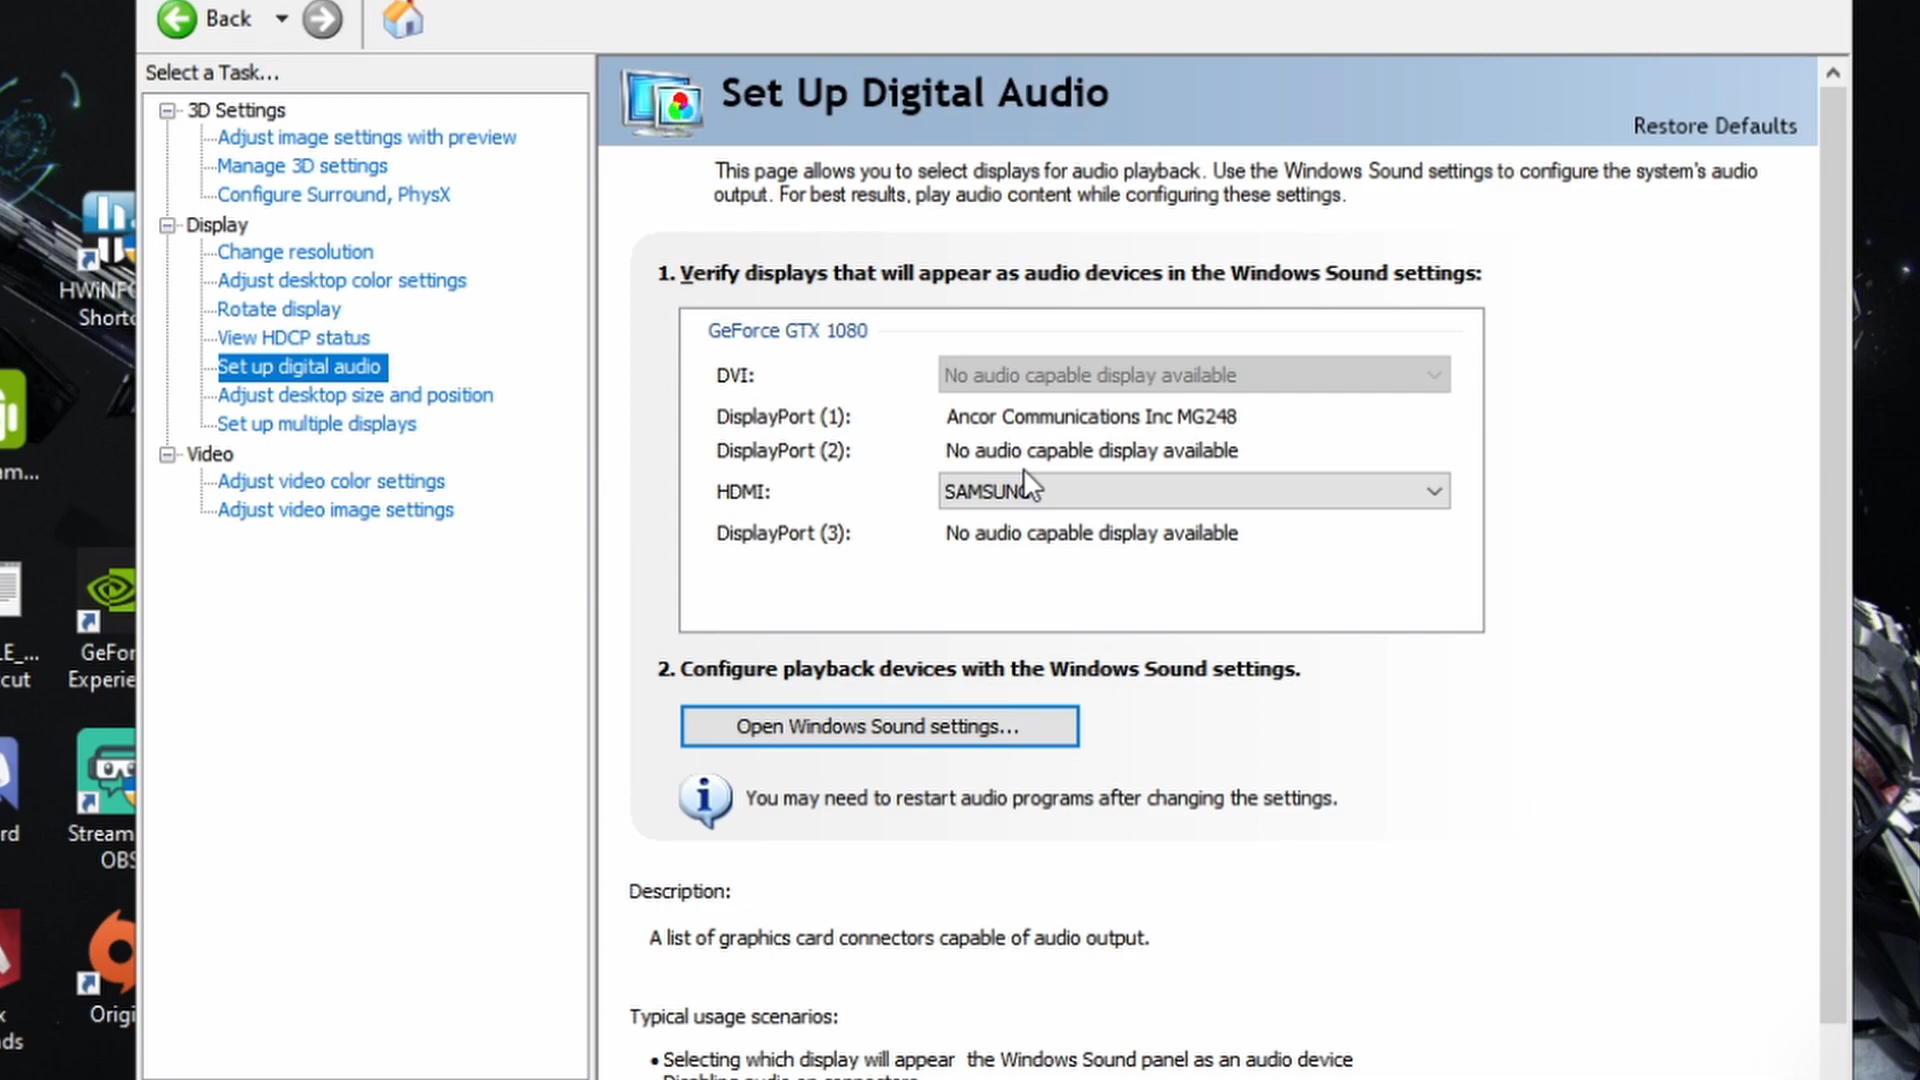 Back
Select a Task...
3D Settings
Adjust image settings with preview
Manage 3D settings
Configure Surround, PhysX
Display
Change resolution
Adjust desktop color settings
Rotate display
View HDCP status
Set up digital audio
Adjust desktop size and position
Set up multiple displays
Video
Adjust video color settings
Adjust video image settings
Set Up Digital Audio
Restore Defaults
This page allows you to select displays for audio playback. Use the Windows Sound settings to configure the system's audio
output. For best results, play audio content while configuring these settings.
1. Verify displays that will appear as audio devices in the Windows Sound settings:
GeForce GTX 1080
DVI: No audio capable display available
DisplayPort (1): Ancor Communications Inc MG248
DisplayPort (2): No audio capable display available
HDMI: SAMSUNG
DisplayPort (3): No audio capable display available
2. Configure playback devices with the Windows Sound settings.
Open Windows Sound settings...
You may need to restart audio programs after changing the settings.
Description:
A list of graphics card connectors capable of audio output.
Typical usage scenarios:
• Selecting which display will appear the Windows Sound panel as an audio device
HWiNFO
Shortc
am...
LE_...
cut
GeFor
Experie
rd
Stream
OBS
Origi
x
ds